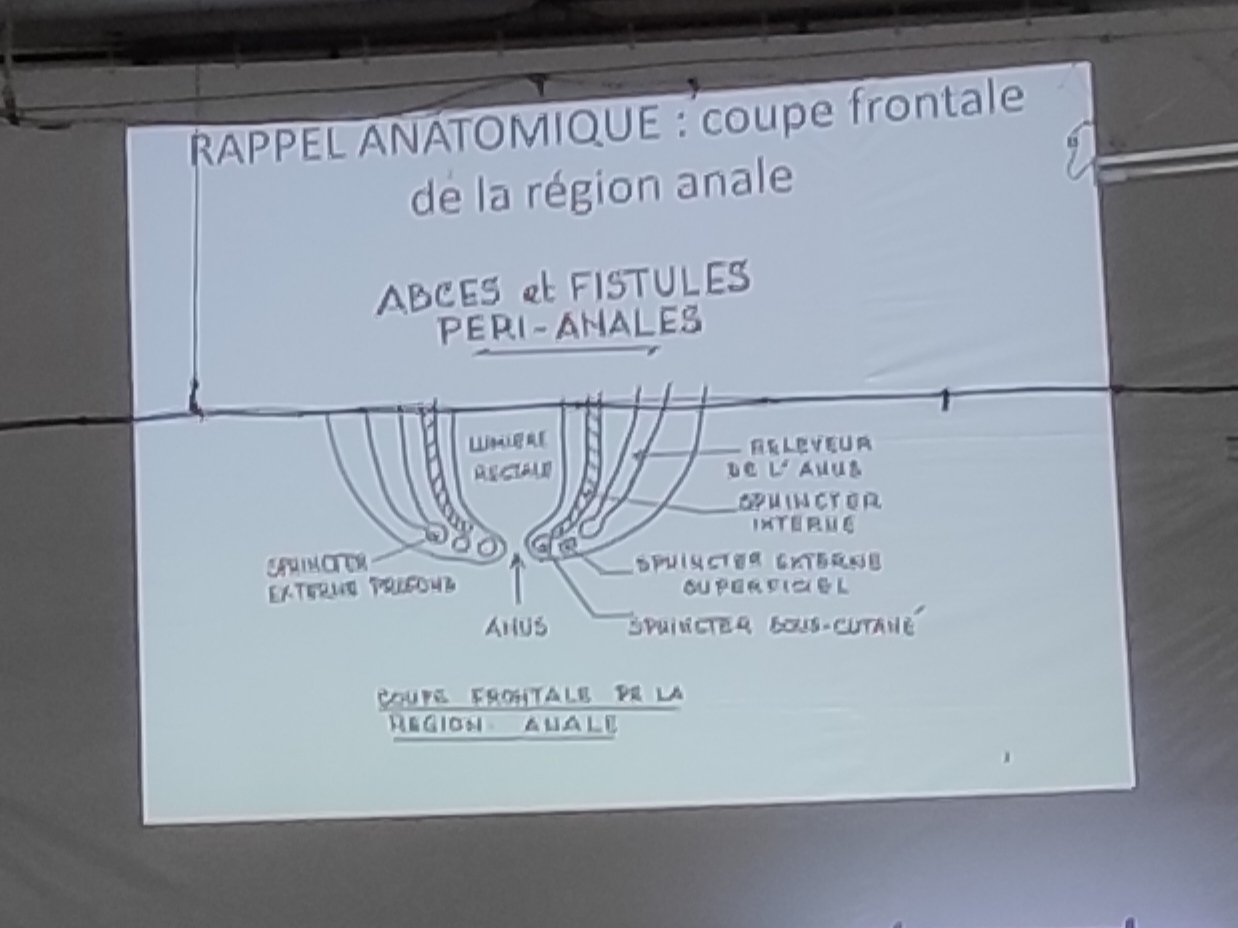 RAPPEL ANATOMIQUE : coupe frontale
de la région anale
ABCES et FISTULES
PERI-ANALES
LUMIERE
RECTALE
RELEVEUR
DE L'ANUS
SPHINCTER
INTERNE
SPHINCTER
EXTERNE PROFOND
SPHINCTER EXTERNE
SUPERFICIEL
ANUS
SPHINCTER SOUS-CUTANÉ
COUPE FRONTALE DE LA
REGION ANALE